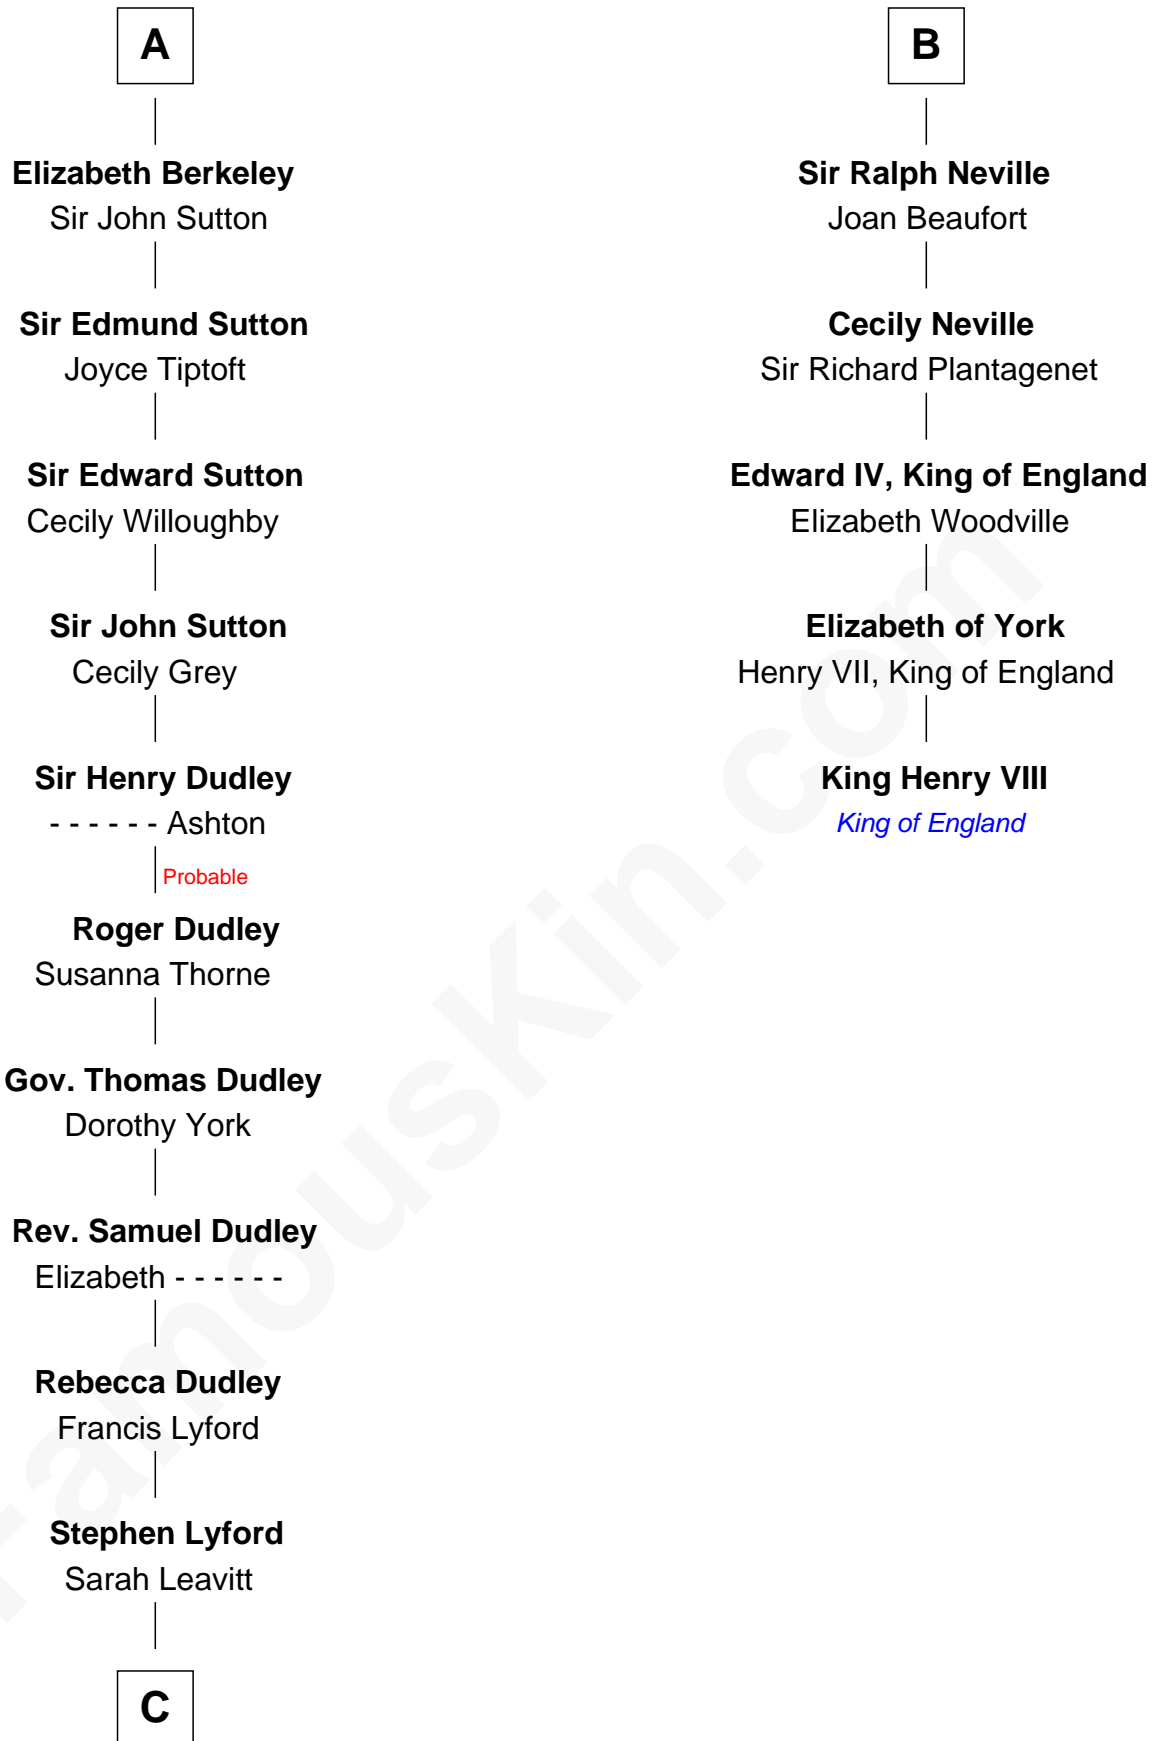 A
Elizabeth Berkeley
Sir John Sutton
Sir Edmund Sutton
Joyce Tiptoft
Sir Edward Sutton
Cecily Willoughby
Sir John Sutton
Cecily Grey
Sir Henry Dudley
- - - - - - Ashton
Probable
Roger Dudley
Susanna Thorne
Gov. Thomas Dudley
Dorothy York
Rev. Samuel Dudley
Elizabeth - - - - - -
Rebecca Dudley
Francis Lyford
Stephen Lyford
Sarah Leavitt
C
B
Sir Ralph Neville
Joan Beaufort
Cecily Neville
Sir Richard Plantagenet
Edward IV, King of England
Elizabeth Woodville
Elizabeth of York
Henry VII, King of England
King Henry VIII
King of England
FamousKin.com